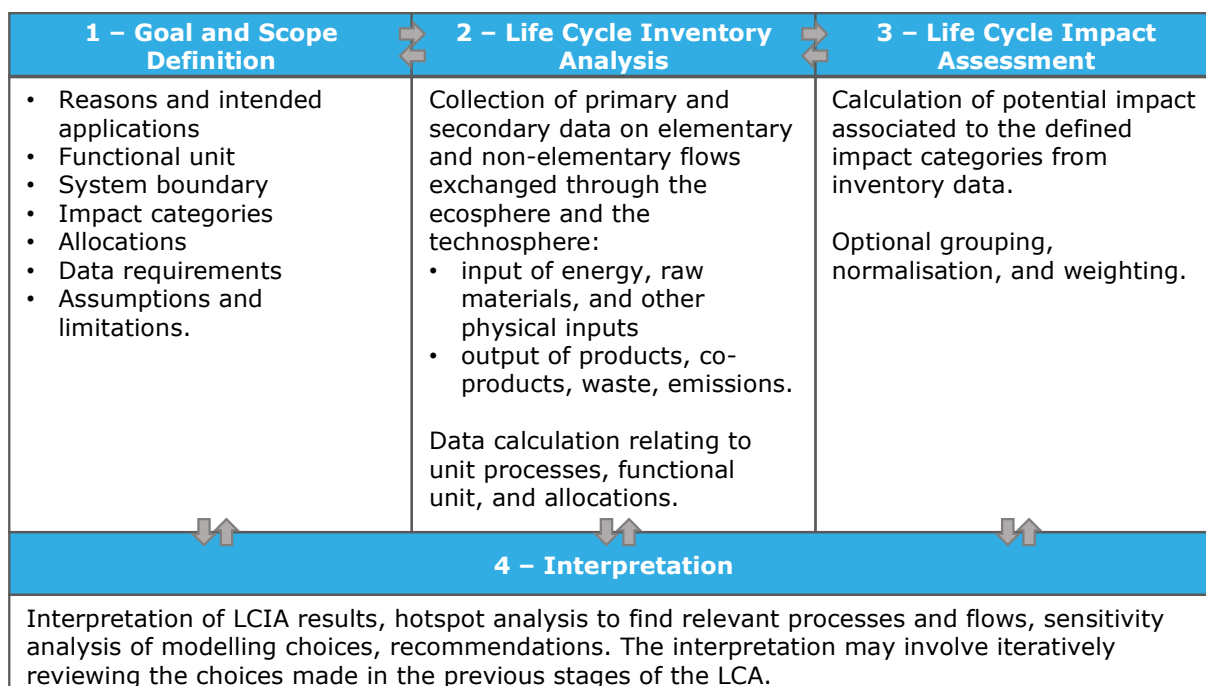 1 – Goal and Scope
Definition
2 – Life Cycle Inventory
Analysis
3 – Life Cycle Impact
Assessment
• Reasons and intended
applications
• Functional unit
• System boundary
• Impact categories
• Allocations
• Data requirements
• Assumptions and
limitations.
Collection of primary and
secondary data on elementary
and non-elementary flows
exchanged through the
ecosphere and the
technosphere:
• input of energy, raw
materials, and other
physical inputs
• output of products, co-
products, waste, emissions.
Data calculation relating to
unit processes, functional
unit, and allocations.
Calculation of potential impact
associated to the defined
impact categories from
inventory data.
Optional grouping,
normalisation, and weighting.
4 – Interpretation
Interpretation of LCIA results, hotspot analysis to find relevant processes and flows, sensitivity
analysis of modelling choices, recommendations. The interpretation may involve iteratively
reviewing the choices made in the previous stages of the LCA.